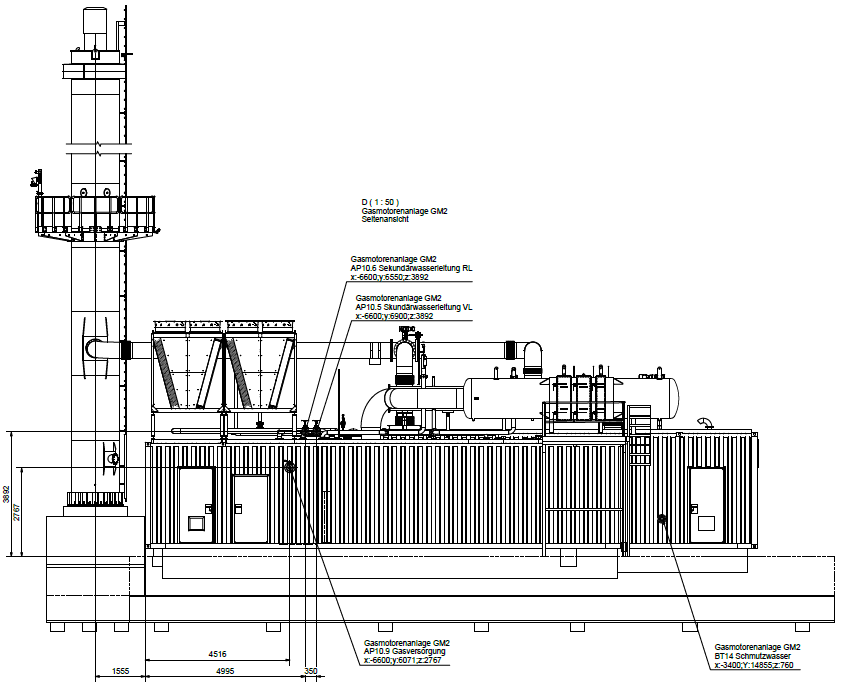 D ( 1 : 50 )
Gasmotorenanlage GM2
Seitenansicht
Gasmotorenanlage GM2
AP10.6 Sekundärwasserleitung RL
x:-6600;y:6550;z:3892
Gasmotorenanlage GM2
AP10.5 Skundärwasserleitung VL
x:-6600;y:6900;z:3892
3892
2767
4516
1555
4995
350
Gasmotorenanlage GM2
AP10.9 Gasversorgung
x:-6600;y:6071;z:2767
Gasmotorenanlage GM2
BT14 Schmutzwasser
x:-3400;Y:14855;z:760